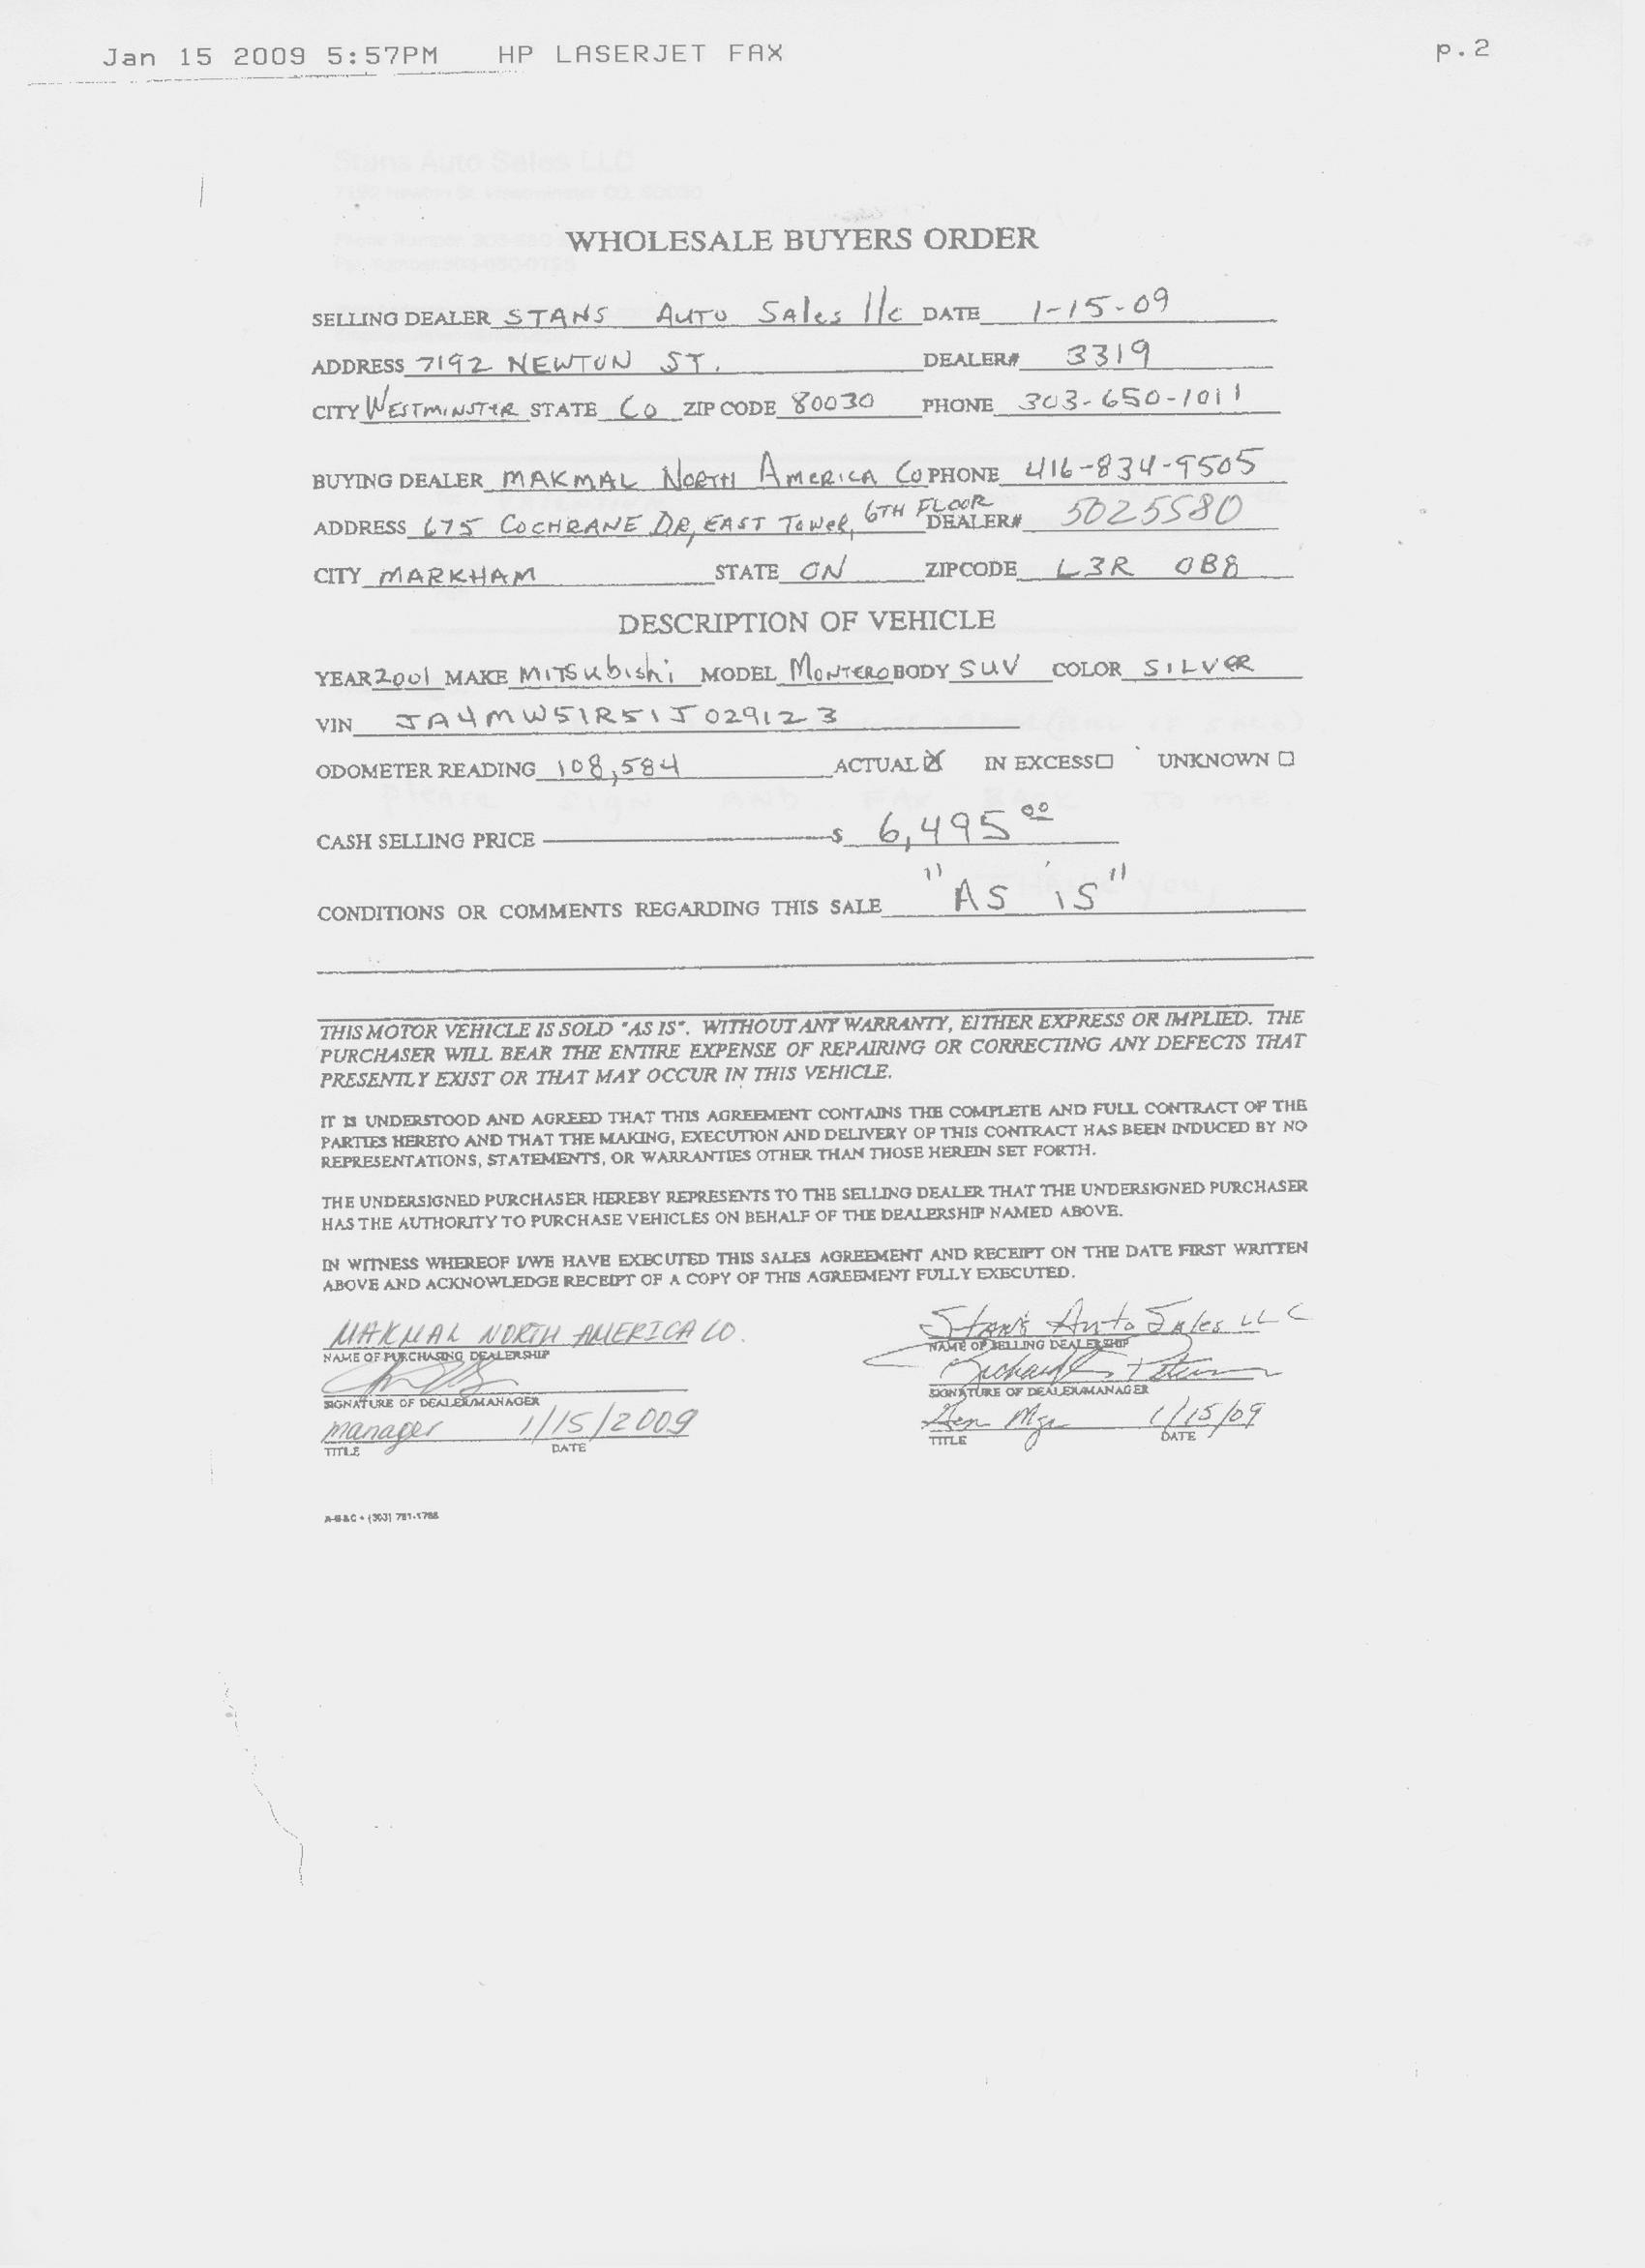 Jan 15 2009 5:57PM HP LASERJET FAX p.2
Stans Auto Sales LLC
WHOLESALE BUYERS ORDER
SELLING DEALER STANS AUTO SALes llc DATE 1-15-09
ADDRESS 7192 NEWTON ST. DEALER# 3319
CITY WESTMINSTER STATE CO ZIP CODE 80030 PHONE 303-650-1011
BUYING DEALER MAKMAL NORTH AMERICA CO PHONE 416-834-9505
ADDRESS 675 COCHRANE DR, EAST TOWER, 6TH FLOOR DEALER# 5025580
CITY MARKHAM STATE ON ZIPCODE L3R 0B8
DESCRIPTION OF VEHICLE
YEAR 2001 MAKE MITSubishi MODEL MONTERO BODY SUV COLOR SILVER
VIN JA4MW51R51J029123
ODOMETER READING 108,584 ACTUAL☒ IN EXCESS☐ UNKNOWN ☐
PLEASE SIGN AND FAX BACK TO ME.
CASH SELLING PRICE $ 6,495 00
THANK YOU,
CONDITIONS OR COMMENTS REGARDING THIS SALE "AS iS"
THIS MOTOR VEHICLE IS SOLD "AS IS". WITHOUT ANY WARRANTY, EITHER EXPRESS OR IMPLIED. THE
PURCHASER WILL BEAR THE ENTIRE EXPENSE OF REPAIRING OR CORRECTING ANY DEFECTS THAT
PRESENTLY EXIST OR THAT MAY OCCUR IN THIS VEHICLE.
IT IS UNDERSTOOD AND AGREED THAT THIS AGREEMENT CONTAINS THE COMPLETE AND FULL CONTRACT OF THE
PARTIES HERETO AND THAT THE MAKING, EXECUTION AND DELIVERY OF THIS CONTRACT HAS BEEN INDUCED BY NO
REPRESENTATIONS, STATEMENTS, OR WARRANTIES OTHER THAN THOSE HEREIN SET FORTH.
THE UNDERSIGNED PURCHASER HEREBY REPRESENTS TO THE SELLING DEALER THAT THE UNDERSIGNED PURCHASER
HAS THE AUTHORITY TO PURCHASE VEHICLES ON BEHALF OF THE DEALERSHIP NAMED ABOVE.
IN WITNESS WHEREOF I/WE HAVE EXECUTED THIS SALES AGREEMENT AND RECEIPT ON THE DATE FIRST WRITTEN
ABOVE AND ACKNOWLEDGE RECEIPT OF A COPY OF THIS AGREEMENT FULLY EXECUTED.
MAKMAL NORTH AMERICA CO. Stan's Auto Sales LLC
NAME OF PURCHASING DEALERSHIP NAME OF SELLING DEALERSHIP
SIGNATURE OF DEALER/MANAGER SIGNATURE OF DEALER/MANAGER
manager 1/15/2009 Gen Mgr 1/15/09
TITLE DATE TITLE DATE